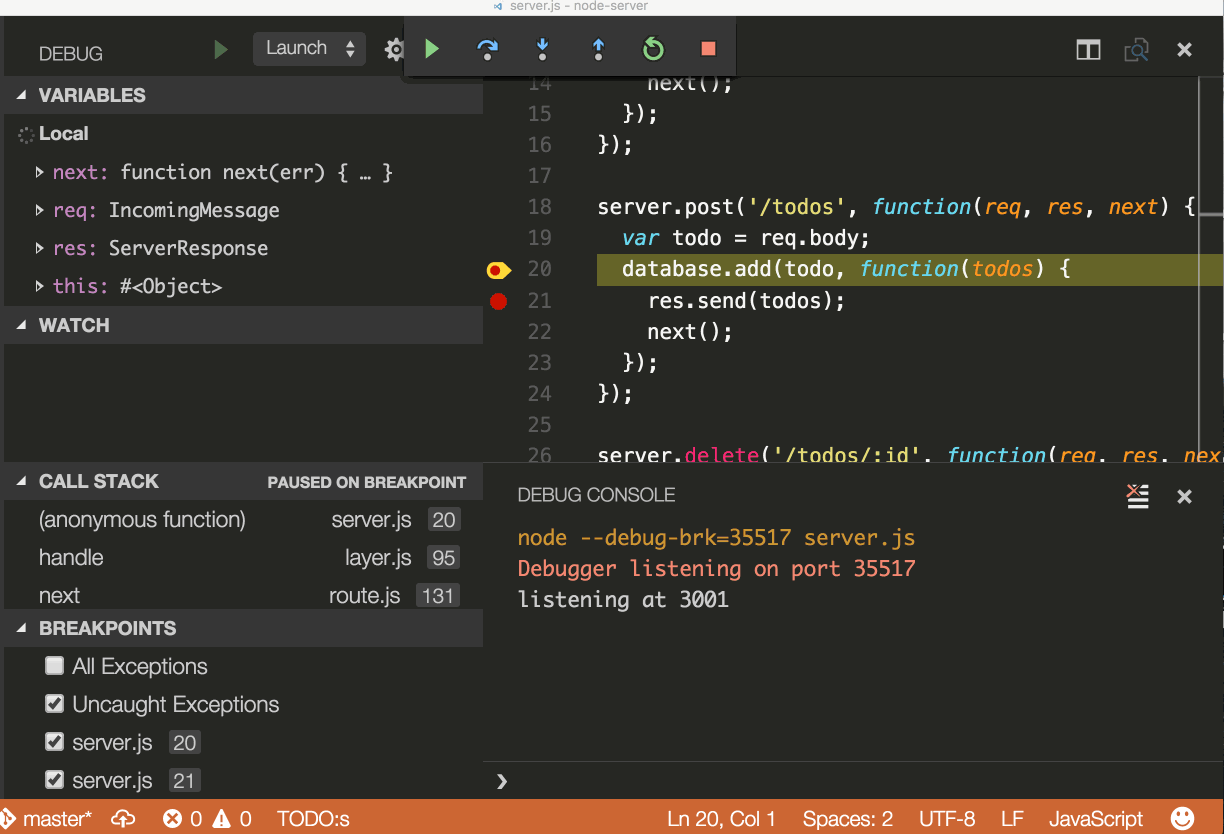 server.js - node-server
DEBUG
Launch
VARIABLES
Local
next: function next(err) { … }
req: IncomingMessage
res: ServerResponse
this: #<Object>
WATCH
CALL STACK PAUSED ON BREAKPOINT
(anonymous function) server.js 20
handle layer.js 95
next route.js 131
BREAKPOINTS
All Exceptions
Uncaught Exceptions
server.js 20
server.js 21
14 next();
15 });
16 });
17
18 server.post('/todos', function(req, res, next) {
19 var todo = req.body;
20 database.add(todo, function(todos) {
21 res.send(todos);
22 next();
23 });
24 });
25
26 server.delete('/todos/:id', function(req, res, nex
DEBUG CONSOLE
node --debug-brk=35517 server.js
Debugger listening on port 35517
listening at 3001
❯
master* 0 0 TODO:s Ln 20, Col 1 Spaces: 2 UTF-8 LF JavaScript